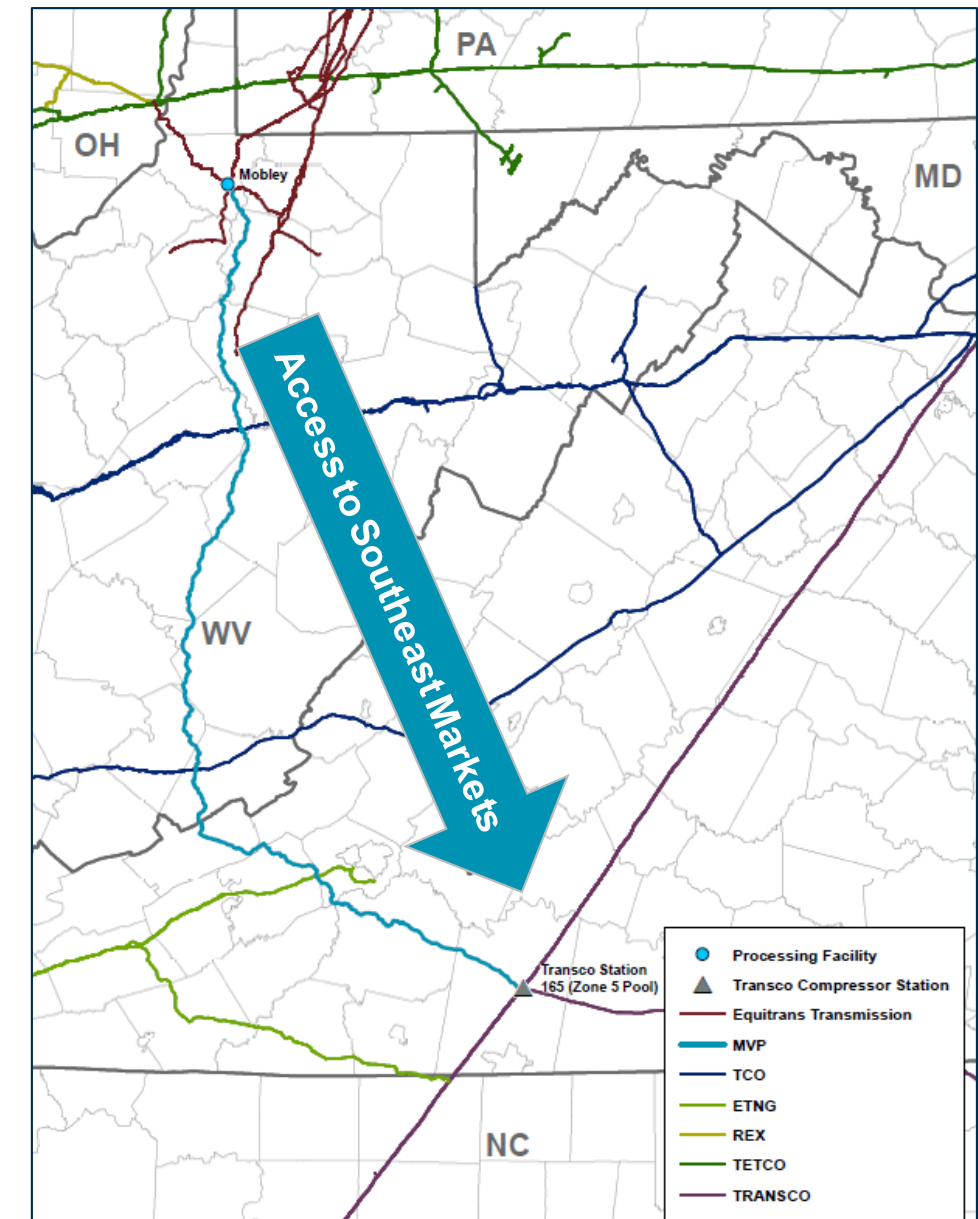 PA
OH
MD
Mobley
Access to Southeast Markets
WV
Transco Station
165 (Zone 5 Pool)
NC
Processing Facility
Transco Compressor Station
Equitrans Transmission
MVP
TCO
ETNG
REX
TETCO
TRANSCO